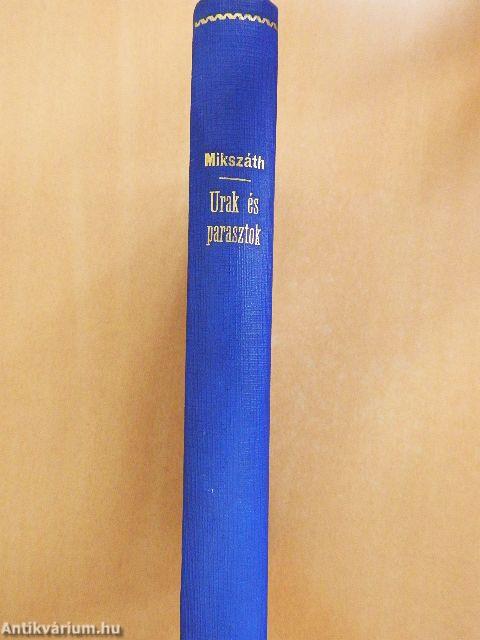 Mikszáth
Urak és
parasztok
Antikvárium.hu